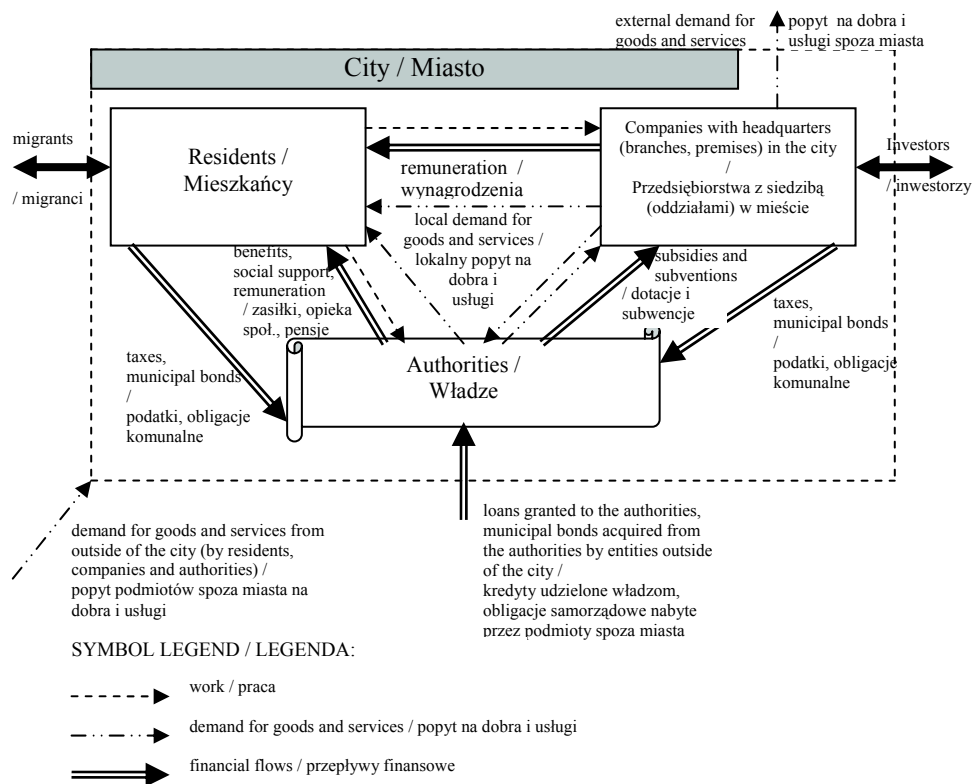 external demand for
goods and services
popyt na dobra i
usługi spoza miasta
City / Miasto
migrants
/ migranci
Residents /
Mieszkańcy
remuneration /
wynagrodzenia
Companies with headquarters
(branches, premises) in the city
/
Przedsiębiorstwa z siedzibą
(oddziałami) w mieście
Investors
/ inwestorzy
local demand for
goods and services /
lokalny popyt na
dobra i
usługi
benefits,
social support,
remuneration
/ zasiłki, opieka
społ., pensje
subsidies and
subventions
/ dotacje i
subwencje
taxes,
municipal bonds
/
podatki, obligacje
komunalne
Authorities /
Władze
taxes,
municipal bonds
/
podatki, obligacje
komunalne
demand for goods and services from
outside of the city (by residents,
companies and authorities) /
popyt podmiotów spoza miasta na
dobra i usługi
loans granted to the authorities,
municipal bonds acquired from
the authorities by entities outside
of the city /
kredyty udzielone władzom,
obligacje samorządowe nabyte
przez podmioty spoza miasta
SYMBOL LEGEND / LEGENDA:
work / praca
demand for goods and services / popyt na dobra i usługi
financial flows / przepływy finansowe